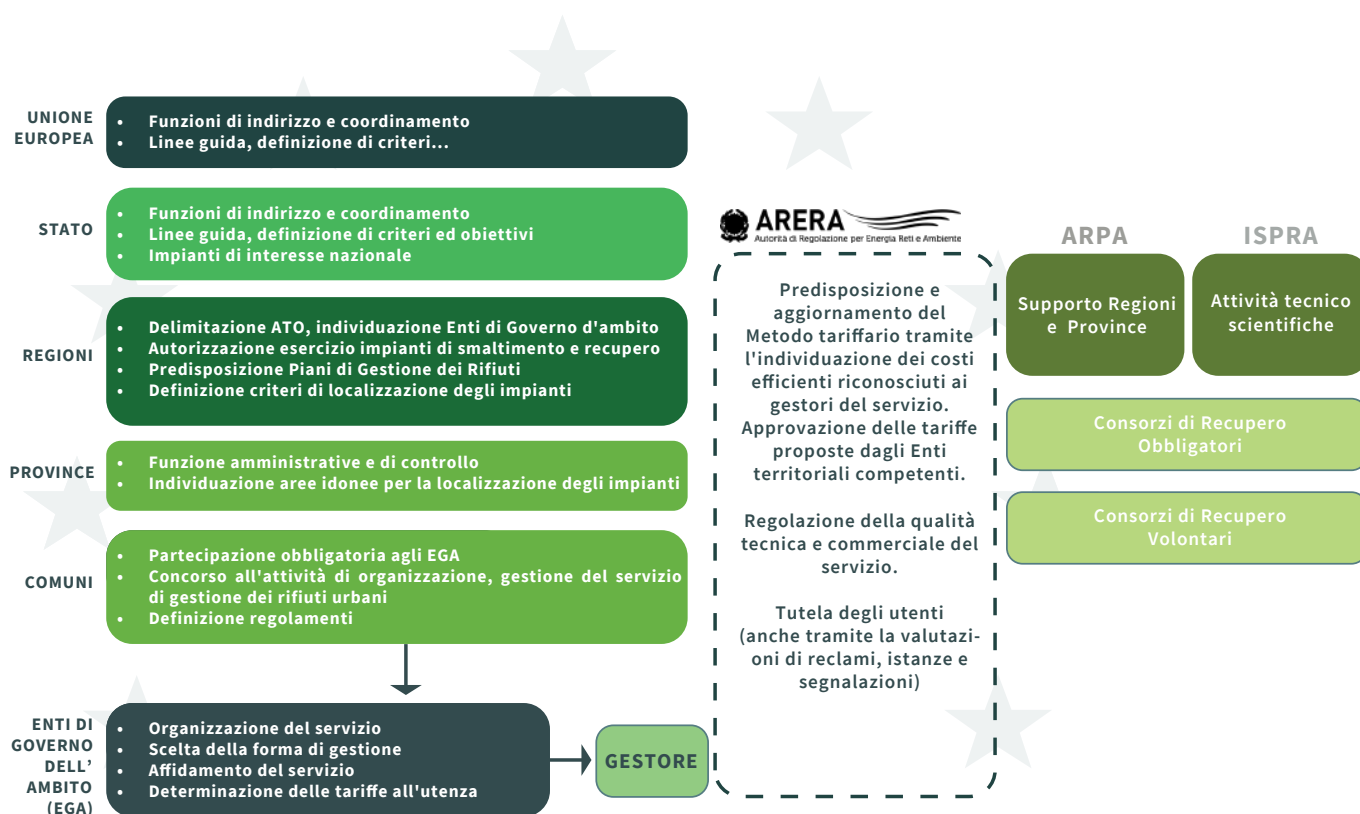 UNIONE
EUROPEA
• Funzioni di indirizzo e coordinamento
• Linee guida, definizione di criteri...
STATO
• Funzioni di indirizzo e coordinamento
• Linee guida, definizione di criteri ed obiettivi
• Impianti di interesse nazionale
REGIONI
• Delimitazione ATO, individuazione Enti di Governo d'ambito
• Autorizzazione esercizio impianti di smaltimento e recupero
• Predisposizione Piani di Gestione dei Rifiuti
• Definizione criteri di localizzazione degli impianti
PROVINCE
• Funzione amministrative e di controllo
• Individuazione aree idonee per la localizzazione degli impianti
COMUNI
• Partecipazione obbligatoria agli EGA
• Concorso all'attività di organizzazione, gestione del servizio
di gestione dei rifiuti urbani
• Definizione regolamenti
ENTI DI
GOVERNO
DELL’
AMBITO
(EGA)
• Organizzazione del servizio
• Scelta della forma di gestione
• Affidamento del servizio
• Determinazione delle tariffe all'utenza
GESTORE
ARERA
Autorità di Regolazione per Energia Reti e Ambiente
Predisposizione e
aggiornamento del
Metodo tariffario tramite
l'individuazione dei costi
efficienti riconosciuti ai
gestori del servizio.
Approvazione delle tariffe
proposte dagli Enti
territoriali competenti.
Regolazione della qualità
tecnica e commerciale del
servizio.
Tutela degli utenti
(anche tramite la valutazi-
oni di reclami, istanze e
segnalazioni)
ARPA
Supporto Regioni
e Province
ISPRA
Attività tecnico
scientifiche
Consorzi di Recupero
Obbligatori
Consorzi di Recupero
Volontari